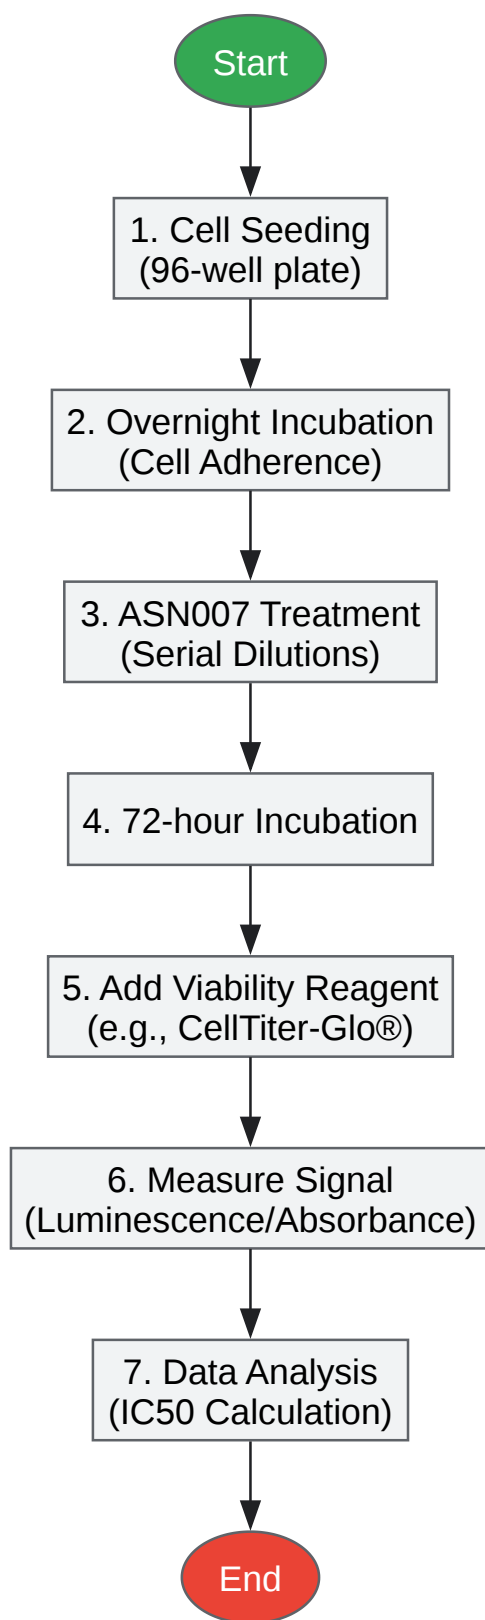 Start
1. Cell Seeding
(96-well plate)
2. Overnight Incubation
(Cell Adherence)
3. ASN007 Treatment
(Serial Dilutions)
4. 72-hour Incubation
5. Add Viability Reagent
(e.g., CellTiter-Glo®)
6. Measure Signal
(Luminescence/Absorbance)
7. Data Analysis
(IC50 Calculation)
End